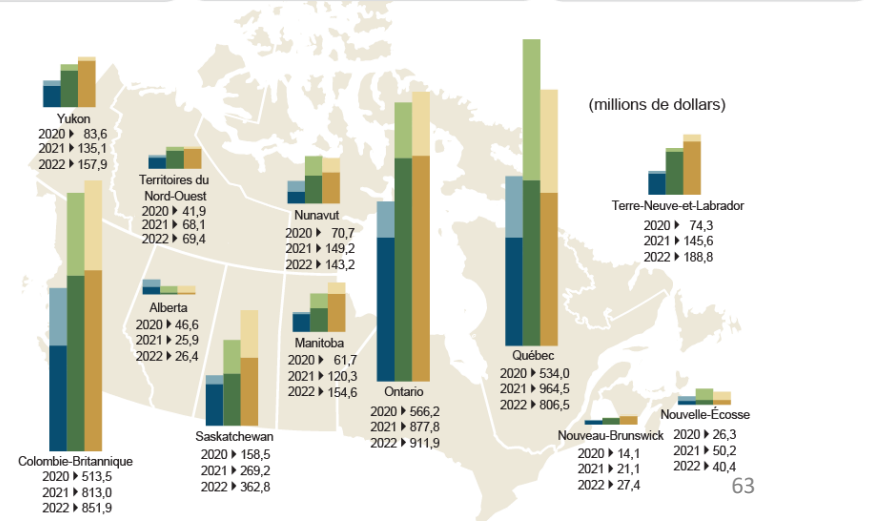 (millions de dollars)
Yukon
2020 ▸ 83,6
2021 ▸ 135,1
2022 ▸ 157,9
Territoires du
Nord-Ouest
2020 ▸ 41,9
2021 ▸ 68,1
2022 ▸ 69,4
Nunavut
2020 ▸ 70,7
2021 ▸ 149,2
2022 ▸ 143,2
Terre-Neuve-et-Labrador
2020 ▸ 74,3
2021 ▸ 145,6
2022 ▸ 188,8
Alberta
2020 ▸ 46,6
2021 ▸ 25,9
2022 ▸ 26,4
Manitoba
2020 ▸ 61,7
2021 ▸ 120,3
2022 ▸ 154,6
Québec
2020 ▸ 534,0
2021 ▸ 964,5
2022 ▸ 806,5
Ontario
2020 ▸ 566,2
2021 ▸ 877,8
2022 ▸ 911,9
Saskatchewan
2020 ▸ 158,5
2021 ▸ 269,2
2022 ▸ 362,8
Colombie-Britannique
2020 ▸ 513,5
2021 ▸ 813,0
2022 ▸ 851,9
Nouveau-Brunswick
2020 ▸ 14,1
2021 ▸ 21,1
2022 ▸ 27,4
Nouvelle-Écosse
2020 ▸ 26,3
2021 ▸ 50,2
2022 ▸ 40,4
63